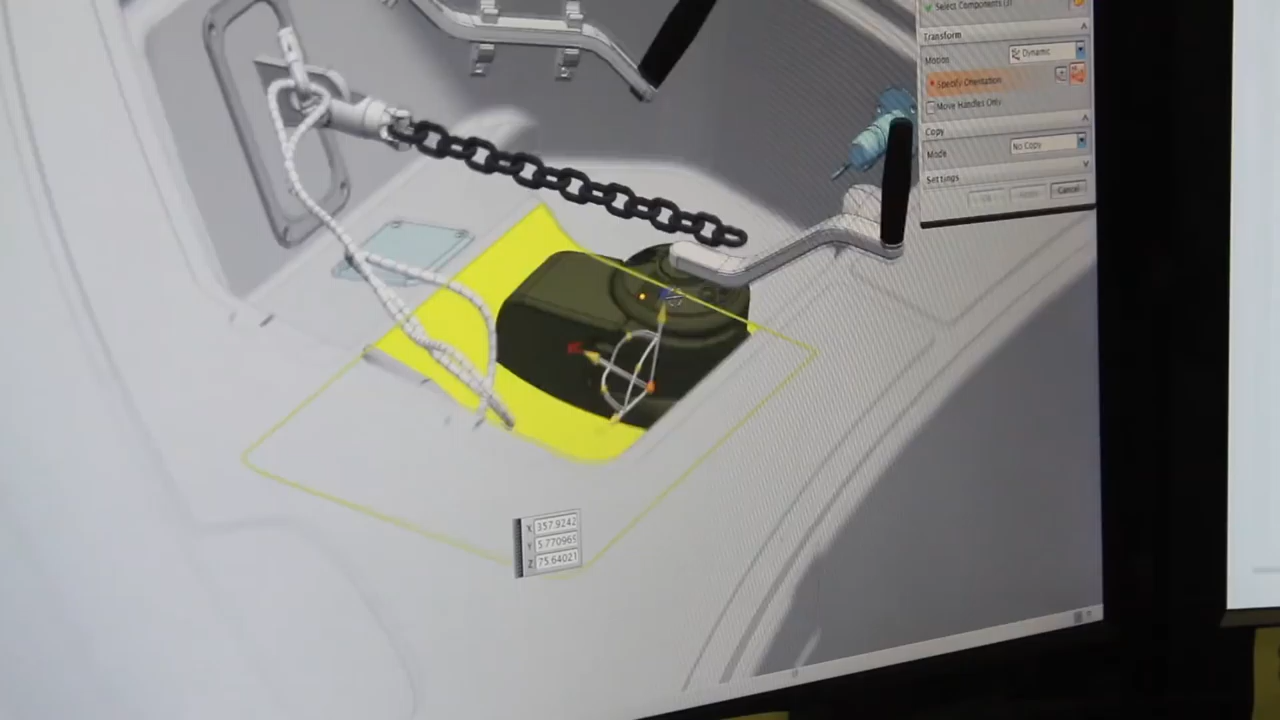 Select Components (3)
Transform
Motion
Dynamic
* Specify Orientation
Move Handles Only
Copy
Mode
No Copy
Settings
Cancel
X 357.9242
Y 5.770965
Z 75.64021